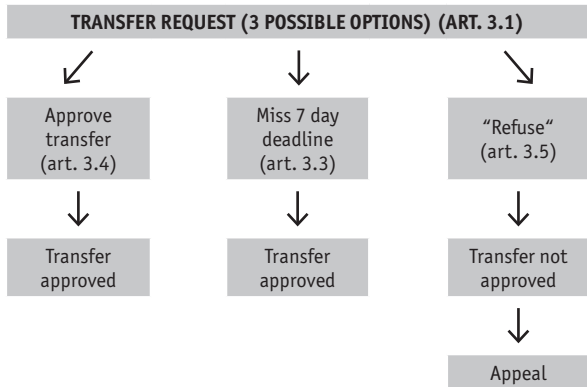 TRANSFER REQUEST (3 POSSIBLE OPTIONS) (ART. 3.1)
Approve
transfer
(art. 3.4)
Miss 7 day
deadline
(art. 3.3)
“Refuse“
(art. 3.5)
Transfer
approved
Transfer
approved
Transfer not
approved
Appeal